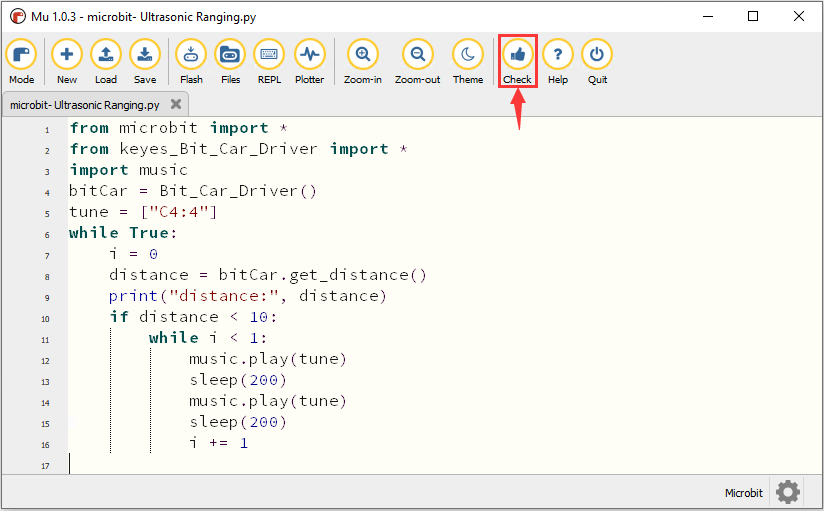 Mu 1.0.3 - microbit- Ultrasonic Ranging.py
Mode New Load Save Flash Files REPL Plotter Zoom-in Zoom-out Theme Check Help Quit
microbit- Ultrasonic Ranging.py
1 from microbit import *
2 from keyes_Bit_Car_Driver import *
3 import music
4 bitCar = Bit_Car_Driver()
5 tune = ["C4:4"]
6 while True:
7     i = 0
8     distance = bitCar.get_distance()
9     print("distance:", distance)
10     if distance < 10:
11         while i < 1:
12             music.play(tune)
13             sleep(200)
14             music.play(tune)
15             sleep(200)
16             i += 1
17
Microbit